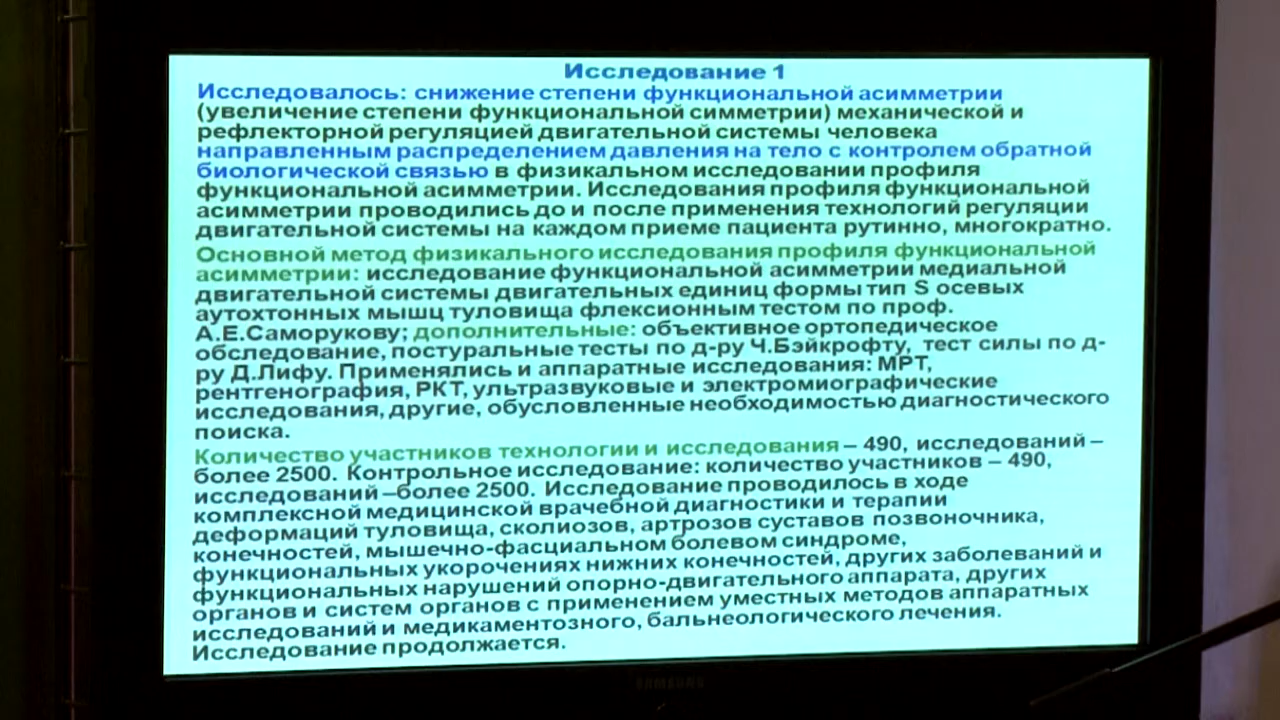 Исследование 1
Исследовалось: снижение степени функциональной асимметрии
(увеличение степени функциональной симметрии) механической и
рефлекторной регуляцией двигательной системы человека
направленным распределением давления на тело с контролем обратной
биологической связью в физикальном исследовании профиля
функциональной асимметрии. Исследования профиля функциональной
асимметрии проводились до и после применения технологий регуляции
двигательной системы на каждом приеме пациента рутинно, многократно.
Основной метод физикального исследования профиля функциональной
асимметрии: исследование функциональной асимметрии медиальной
двигательной системы двигательных единиц формы тип S осевых
аутохтонных мышц туловища флексионным тестом по проф.
А.Е.Саморукову; дополнительные: объективное ортопедическое
обследование, постуральные тесты по д-ру Ч.Бэйкрофту, тест силы по д-
ру Д.Лифу. Применялись и аппаратные исследования: МРТ,
рентгенография, РКТ, ультразвуковые и электромиографические
исследования, другие, обусловленные необходимостью диагностического
поиска.
Количество участников технологии и исследования – 490, исследований –
более 2500. Контрольное исследование: количество участников – 490,
исследований –более 2500. Исследование проводилось в ходе
комплексной медицинской врачебной диагностики и терапии
деформаций туловища, сколиозов, артрозов суставов позвоночника,
конечностей, мышечно-фасциальном болевом синдроме,
функциональных укорочениях нижних конечностей, других заболеваний и
функциональных нарушений опорно-двигательного аппарата, других
органов и систем органов с применением уместных методов аппаратных
исследований и медикаментозного, бальнеологического лечения.
Исследование продолжается.
SAMSUNG